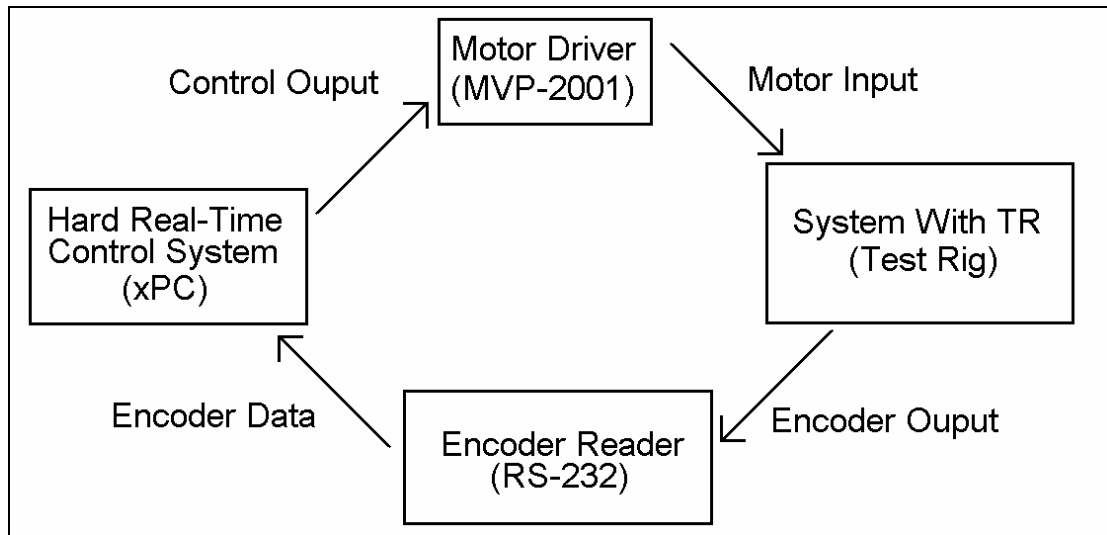 Motor Driver
(MVP-2001)
Control Ouput
Motor Input
Hard Real-Time
Control System
(xPC)
System With TR
(Test Rig)
Encoder Data
Encoder Ouput
Encoder Reader
(RS-232)